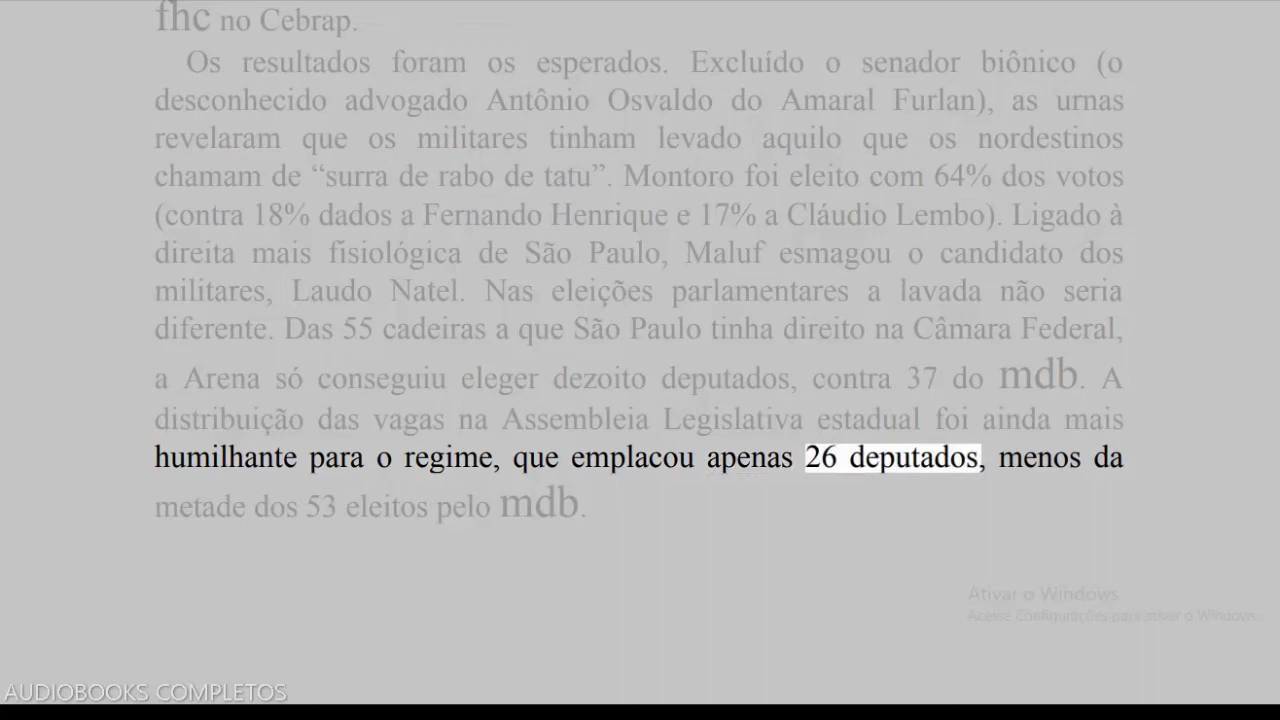 fhc no Cebrap.
Os resultados foram os esperados. Excluído o senador biônico (o
desconhecido advogado Antônio Osvaldo do Amaral Furlan), as urnas
revelaram que os militares tinham levado aquilo que os nordestinos
chamam de “surra de rabo de tatu”. Montoro foi eleito com 64% dos votos
(contra 18% dados a Fernando Henrique e 17% a Cláudio Lembo). Ligado à
direita mais fisiológica de São Paulo, Maluf esmagou o candidato dos
militares, Laudo Natel. Nas eleições parlamentares a lavada não seria
diferente. Das 55 cadeiras a que São Paulo tinha direito na Câmara Federal,
a Arena só conseguiu eleger dezoito deputados, contra 37 do mdb. A
distribuição das vagas na Assembleia Legislativa estadual foi ainda mais
humilhante para o regime, que emplacou apenas 26 deputados, menos da
metade dos 53 eleitos pelo mdb.
Ativar o Windows
Acesse Configurações para ativar o Windows.
AUDIOBOOKS COMPLETOS